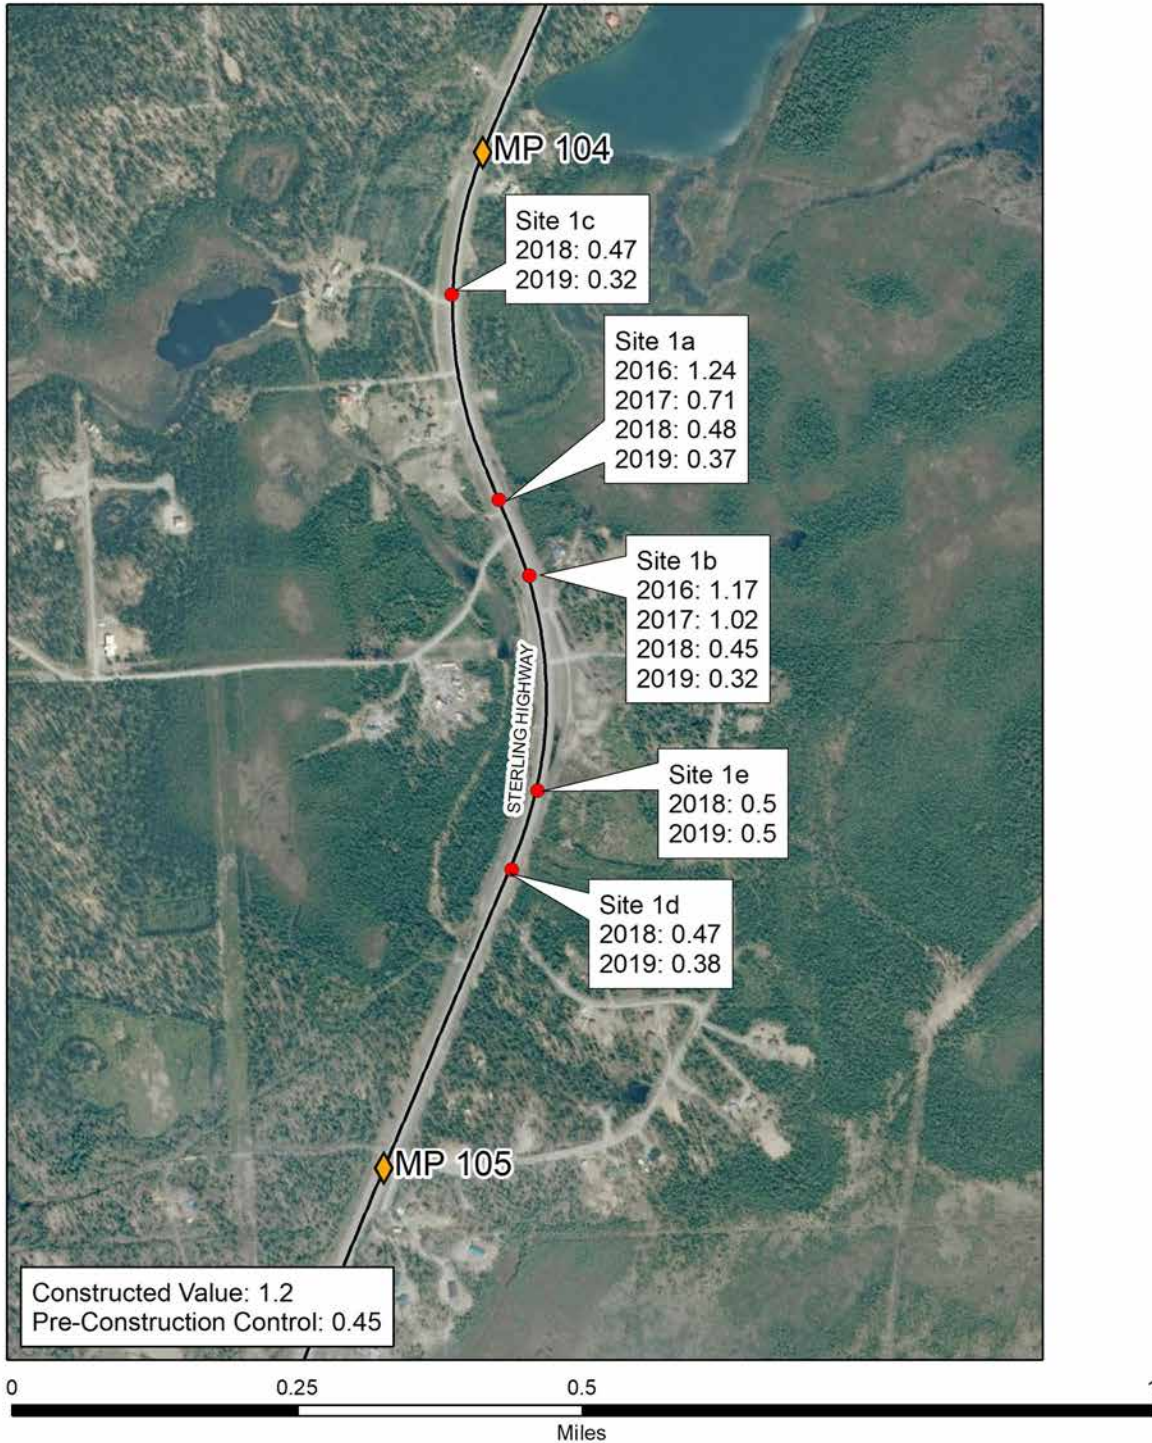 MP 104
Site 1c
2018: 0.47
2019: 0.32
Site 1a
2016: 1.24
2017: 0.71
2018: 0.48
2019: 0.37
Site 1b
2016: 1.17
2017: 1.02
2018: 0.45
2019: 0.32
STERLING HIGHWAY
Site 1e
2018: 0.5
2019: 0.5
Site 1d
2018: 0.47
2019: 0.38
MP 105
Constructed Value: 1.2
Pre-Construction Control: 0.45
0 0.25 0.5 1
Miles